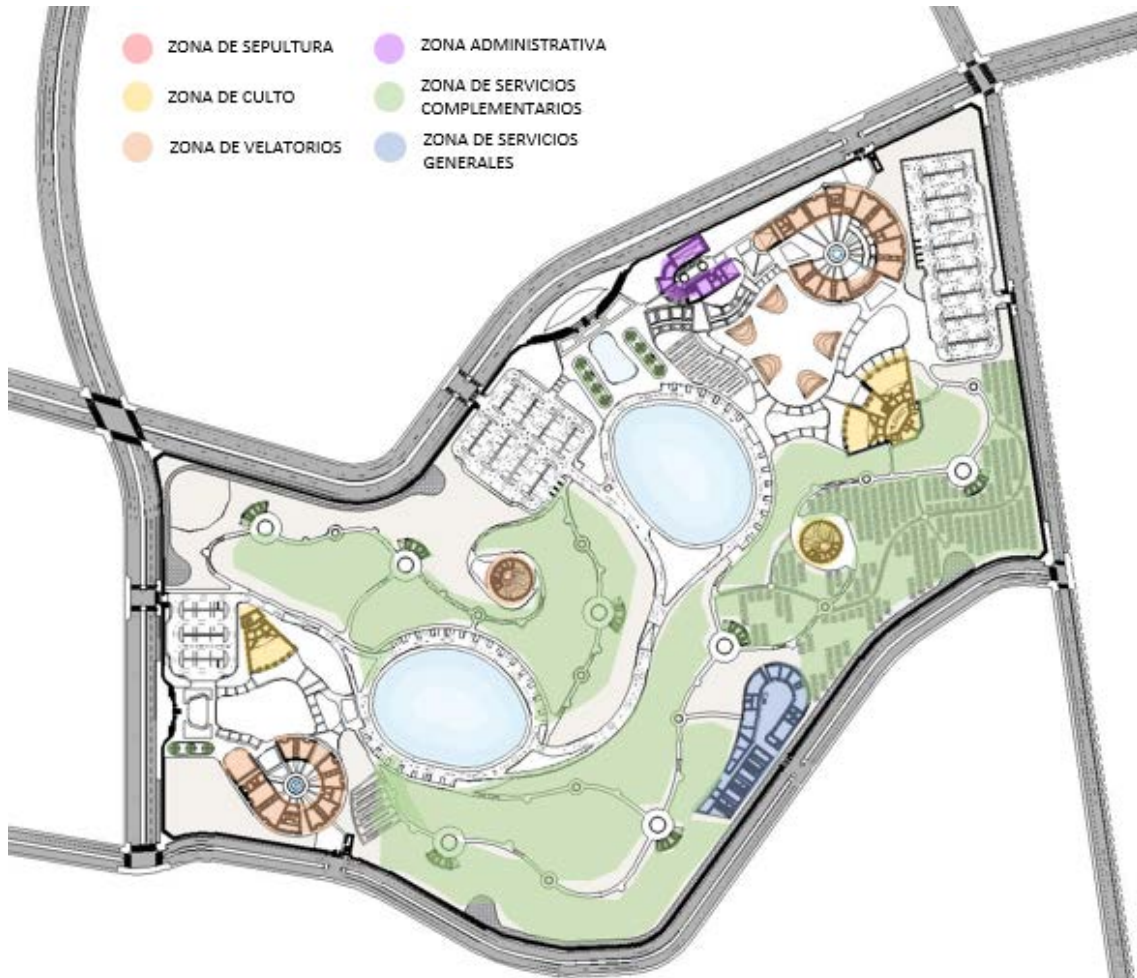 ZONA DE SEPULTURA
ZONA DE CULTO
ZONA DE VELATORIOS
ZONA ADMINISTRATIVA
ZONA DE SERVICIOS
COMPLEMENTARIOS
ZONA DE SERVICIOS
GENERALES